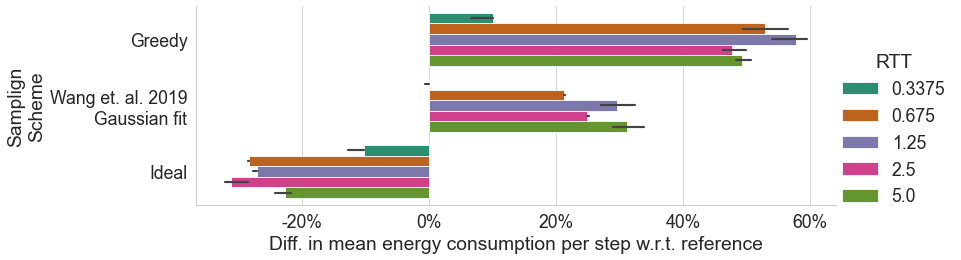 Samplign
Scheme
Greedy
Wang et. al. 2019
Gaussian fit
Ideal
-20%
0%
20%
40%
60%
Diff. in mean energy consumption per step w.r.t. reference
RTT
0.3375
0.675
1.25
2.5
5.0